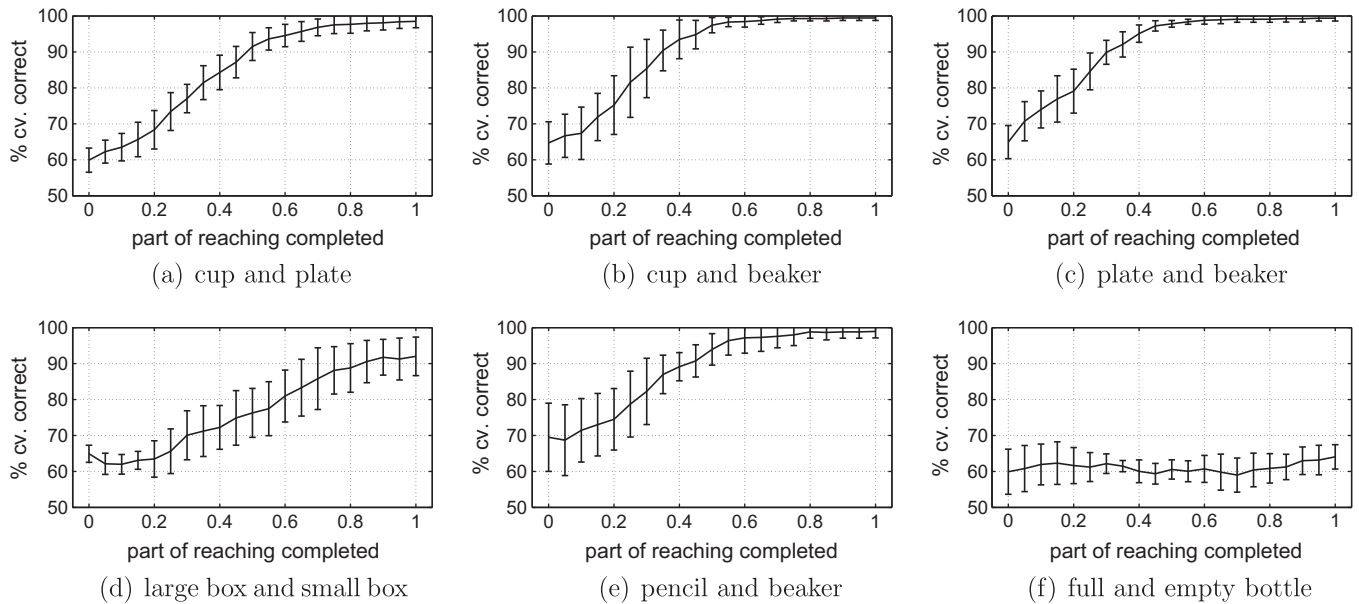 100
90
80
70
60
50
% cv. correct
0 0.2 0.4 0.6 0.8 1
part of reaching completed
(a) cup and plate
100
90
80
70
60
50
% cv. correct
0 0.2 0.4 0.6 0.8 1
part of reaching completed
(b) cup and beaker
100
90
80
70
60
50
% cv. correct
0 0.2 0.4 0.6 0.8 1
part of reaching completed
(c) plate and beaker
100
90
80
70
60
50
% cv. correct
0 0.2 0.4 0.6 0.8 1
part of reaching completed
(d) large box and small box
100
90
80
70
60
50
% cv. correct
0 0.2 0.4 0.6 0.8 1
part of reaching completed
(e) pencil and beaker
100
90
80
70
60
50
% cv. correct
0 0.2 0.4 0.6 0.8 1
part of reaching completed
(f) full and empty bottle